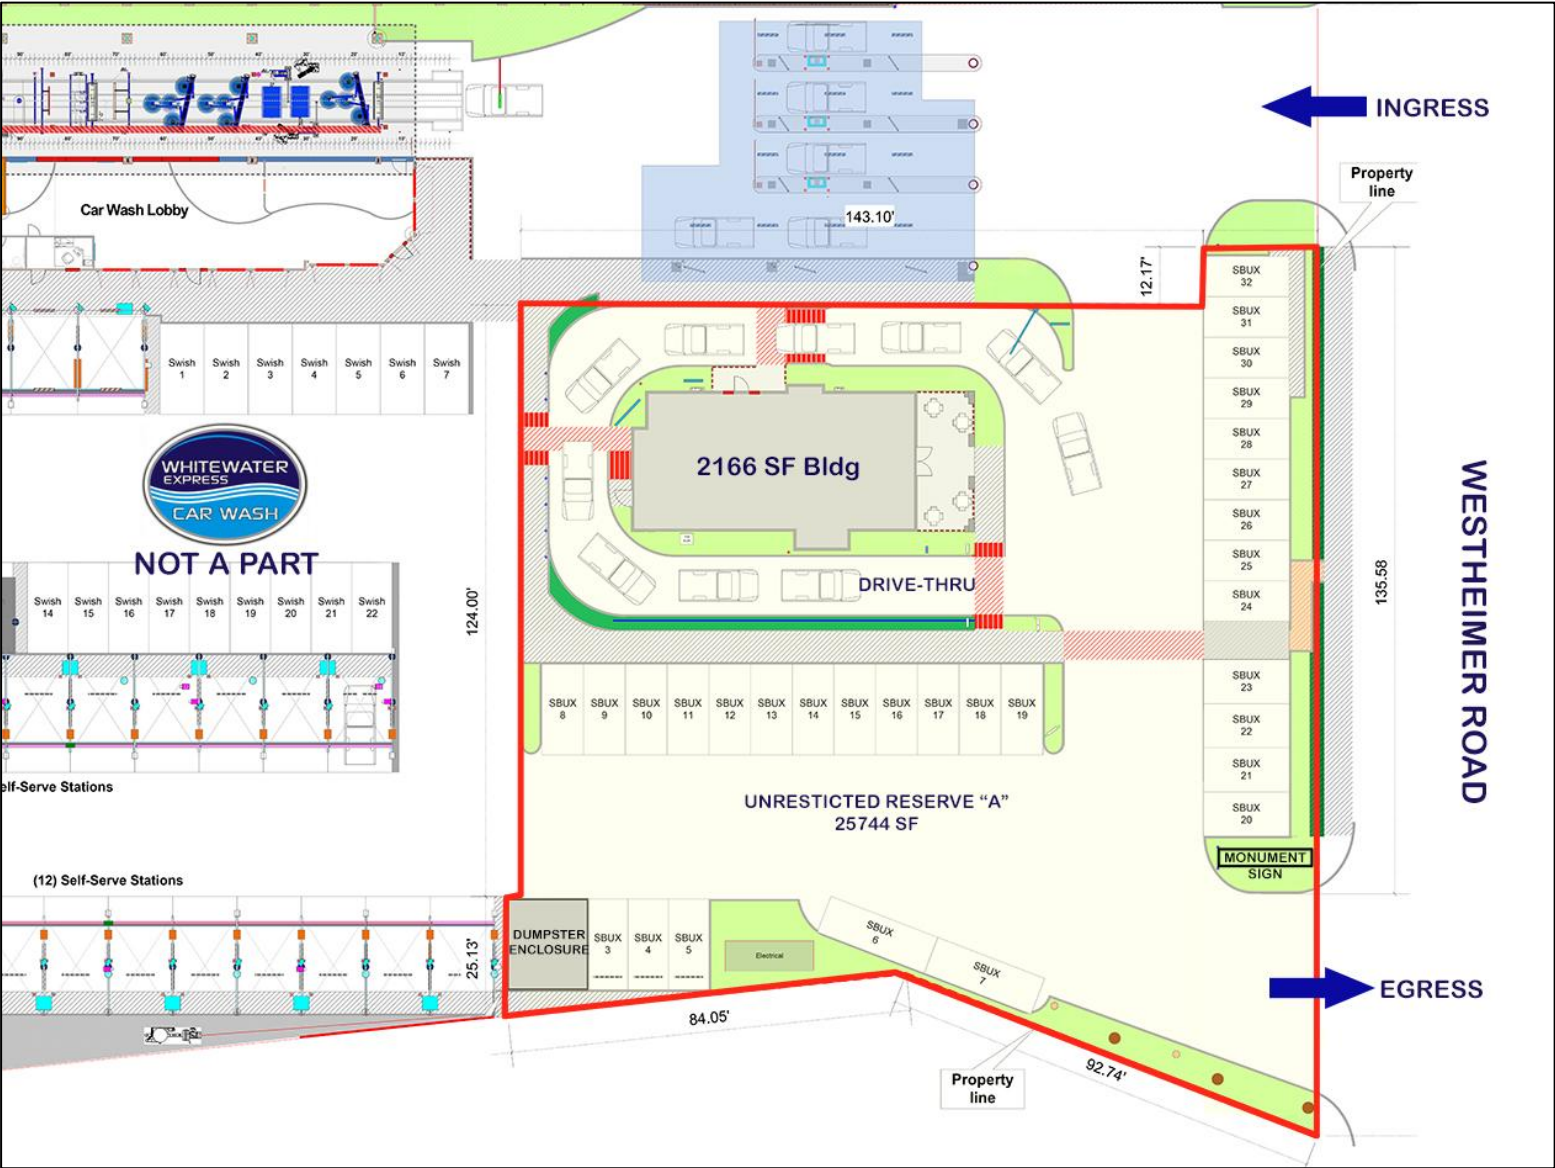 INGRESS
Property
line
Car Wash Lobby
143.10'
12.17'
SBUX
32
SBUX
31
SBUX
30
SBUX
29
SBUX
28
SBUX
27
SBUX
26
SBUX
25
SBUX
24
SBUX
23
SBUX
22
SBUX
21
SBUX
20
Swish
1
Swish
2
Swish
3
Swish
4
Swish
5
Swish
6
Swish
7
WHITEWATER
EXPRESS
CAR WASH
NOT A PART
2166 SF Bldg
DRIVE-THRU
124.00'
135.58
WESTHEIMER ROAD
Swish
14
Swish
15
Swish
16
Swish
17
Swish
18
Swish
19
Swish
20
Swish
21
Swish
22
SBUX
8
SBUX
9
SBUX
10
SBUX
11
SBUX
12
SBUX
13
SBUX
14
SBUX
15
SBUX
16
SBUX
17
SBUX
18
SBUX
19
elf-Serve Stations
UNRESTICTED RESERVE “A”
25744 SF
MONUMENT
SIGN
(12) Self-Serve Stations
25.13'
DUMPSTER
ENCLOSURE
SBUX
3
SBUX
4
SBUX
5
Electrical
SBUX
6
SBUX
7
EGRESS
84.05'
92.74'
Property
line